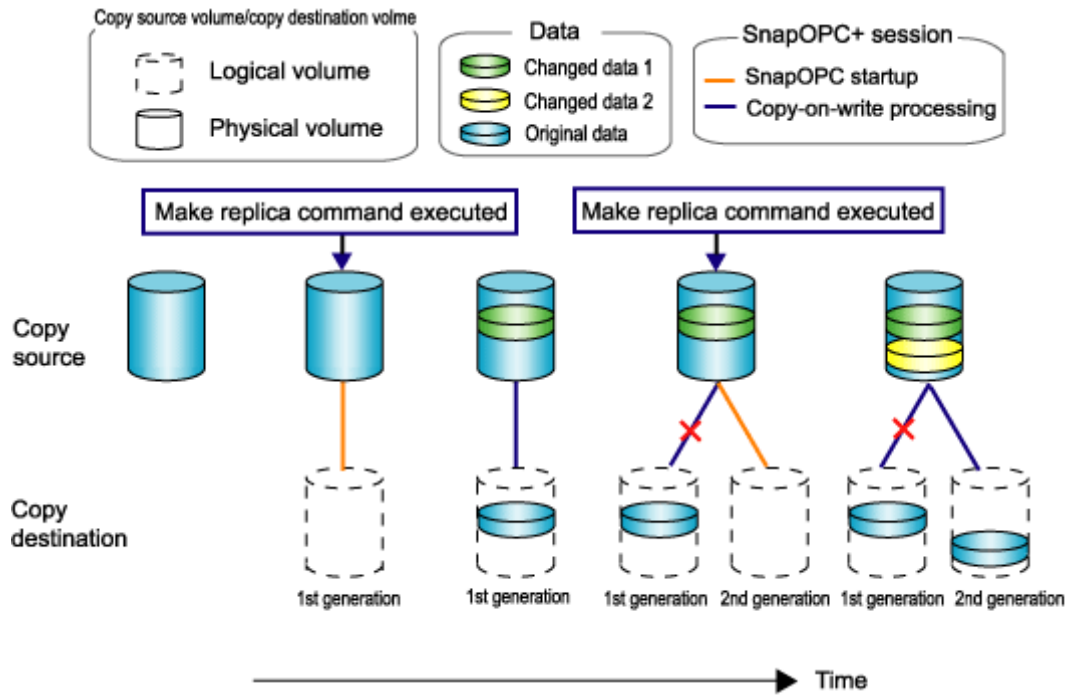 Copy source volume/copy destination volme
Logical volume
Physical volume
Data
Changed data 1
Changed data 2
Original data
SnapOPC+ session
SnapOPC startup
Copy-on-write processing
Make replica command executed
Make replica command executed
Copy
source
Copy
destination
1st generation
1st generation
1st generation
2nd generation
1st generation
2nd generation
Time